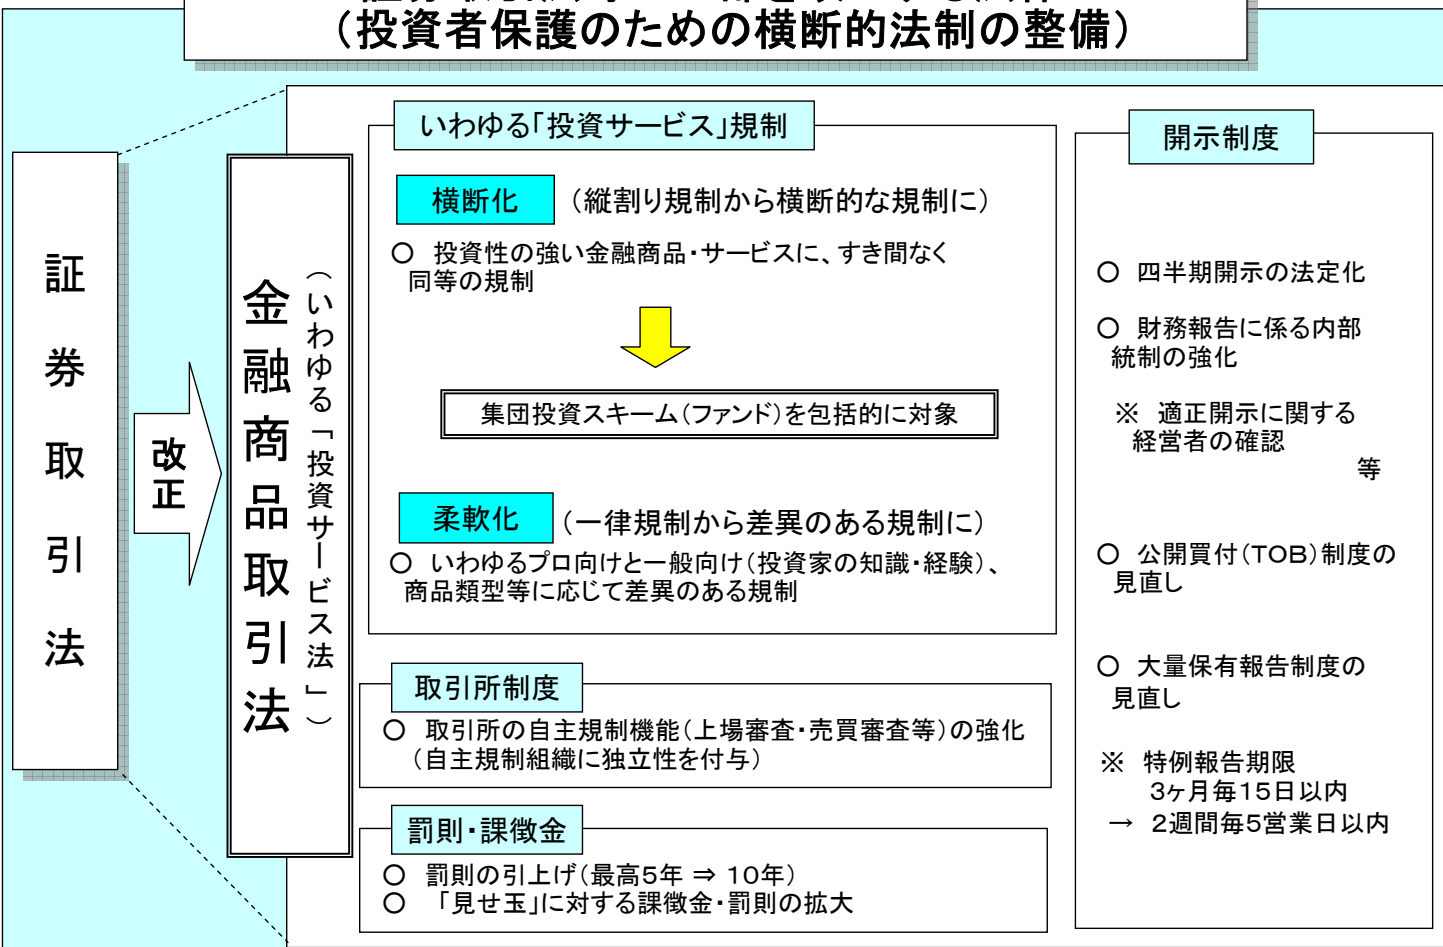 （投資者保護のための横断的法制の整備）
証券取引法
改正
金融商品取引法
（いわゆる「投資サービス法」）
いわゆる「投資サービス」規制
横断化 （縦割り規制から横断的な規制に）
○ 投資性の強い金融商品・サービスに、すき間なく
同等の規制
集団投資スキーム（ファンド）を包括的に対象
柔軟化 （一律規制から差異のある規制に）
○ いわゆるプロ向けと一般向け（投資家の知識・経験）、
商品類型等に応じて差異のある規制
取引所制度
○ 取引所の自主規制機能（上場審査・売買審査等）の強化
（自主規制組織に独立性を付与）
罰則・課徴金
○ 罰則の引上げ（最高５年 ⇒ １０年）
○ 「見せ玉」に対する課徴金・罰則の拡大
開示制度
○ 四半期開示の法定化
○ 財務報告に係る内部
統制の強化
※ 適正開示に関する
経営者の確認
等
○ 公開買付（ＴＯＢ）制度の
見直し
○ 大量保有報告制度の
見直し
※ 特例報告期限
３ヶ月毎１５日以内
→ ２週間毎５営業日以内